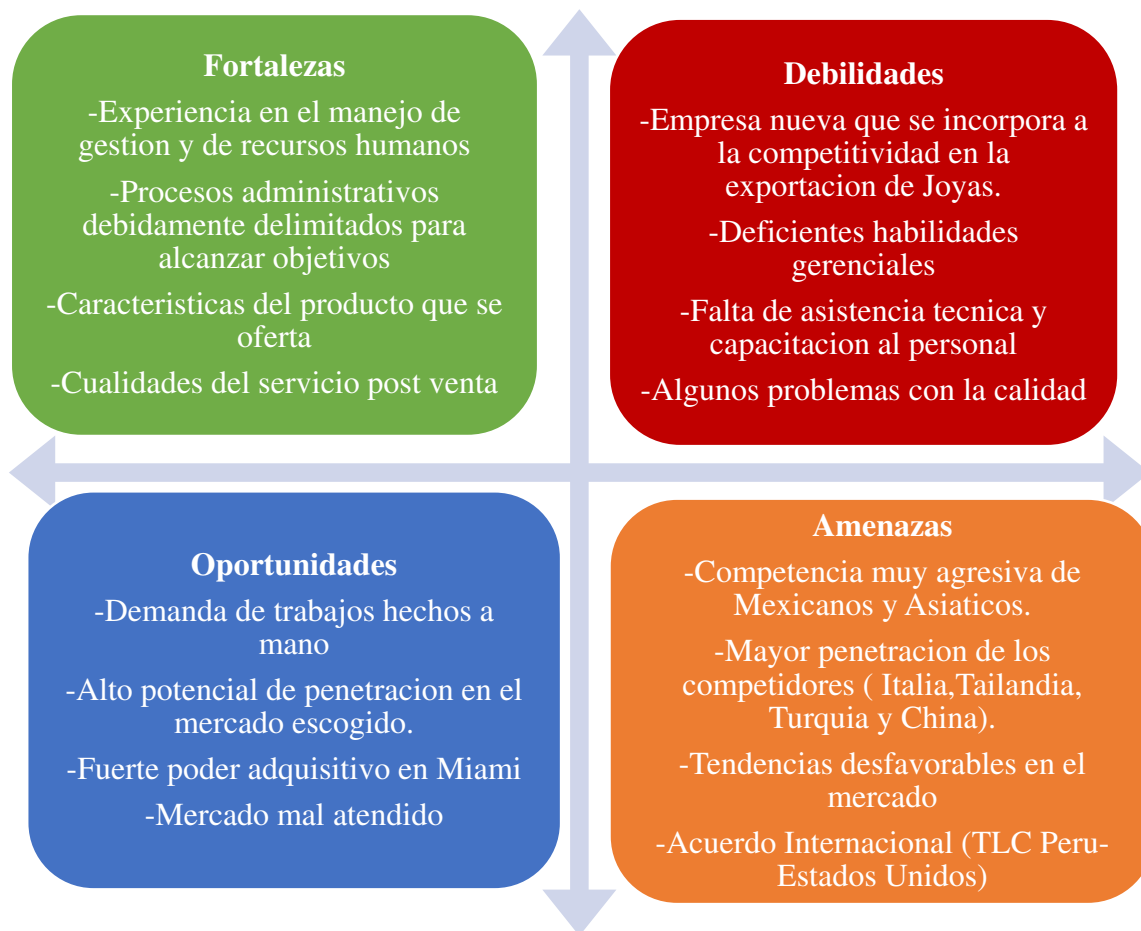 Fortalezas
-Experiencia en el manejo de
gestion y de recursos humanos
-Procesos administrativos
debidamente delimitados para
alcanzar objetivos
-Caracteristicas del producto que se
oferta
-Cualidades del servicio post venta
Debilidades
-Empresa nueva que se incorpora a
la competitividad en la
exportacion de Joyas.
-Deficientes habilidades
gerenciales
-Falta de asistencia tecnica y
capacitacion al personal
-Algunos problemas con la calidad
Oportunidades
-Demanda de trabajos hechos a
mano
-Alto potencial de penetracion en el
mercado escogido.
-Fuerte poder adquisitivo en Miami
-Mercado mal atendido
Amenazas
-Competencia muy agresiva de
Mexicanos y Asiaticos.
-Mayor penetracion de los
competidores ( Italia,Tailandia,
Turquia y China).
-Tendencias desfavorables en el
mercado
-Acuerdo Internacional (TLC Peru-
Estados Unidos)